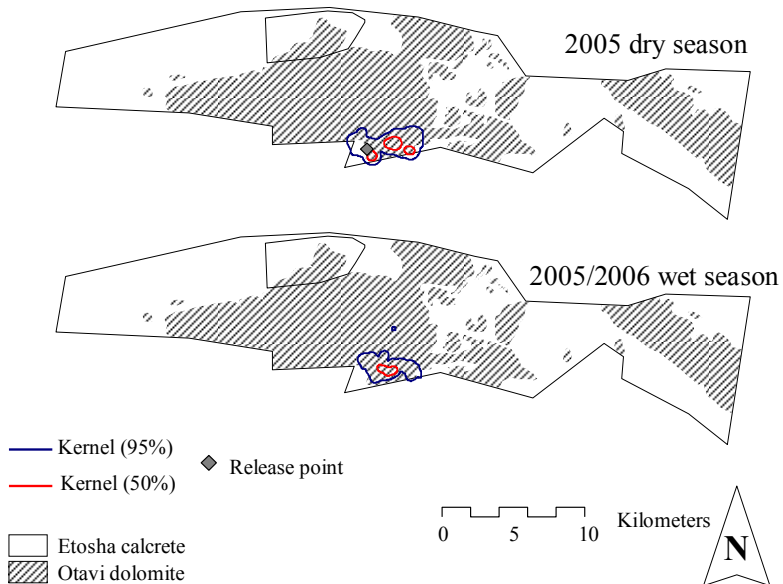 2005 dry season
2005/2006 wet season
Kernel (95%)
Release point
Kernel (50%)
Etosha calcrete
Otavi dolomite
0 5 10
Kilometers
N